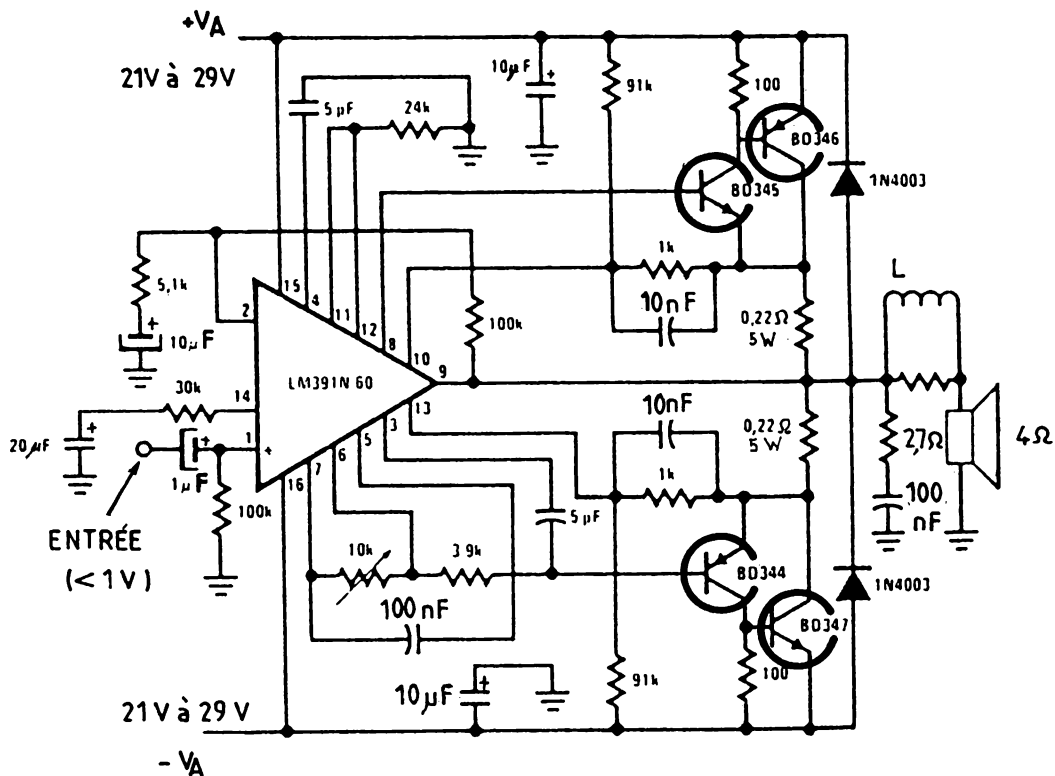 +VA
21V à 29V
10µF
+
5µF
24k
91k
100
BD346
BD345
1N4003
1k
10nF
0,22Ω
5W
L
5,1k
+
10µF
2
15
4
11
12
8
10
9
100k
LM391N 60
30k
14
20µF
+
1
+
+
1µF
13
3
5
6
7
16
100k
10nF
1k
0,22Ω
5W
2,7Ω
4Ω
100
nF
ENTRÉE
(< 1V)
5µF
10k
3.9k
100nF
BD344
BD347
1N4003
91k
100
10µF
+
21V à 29V
- VA